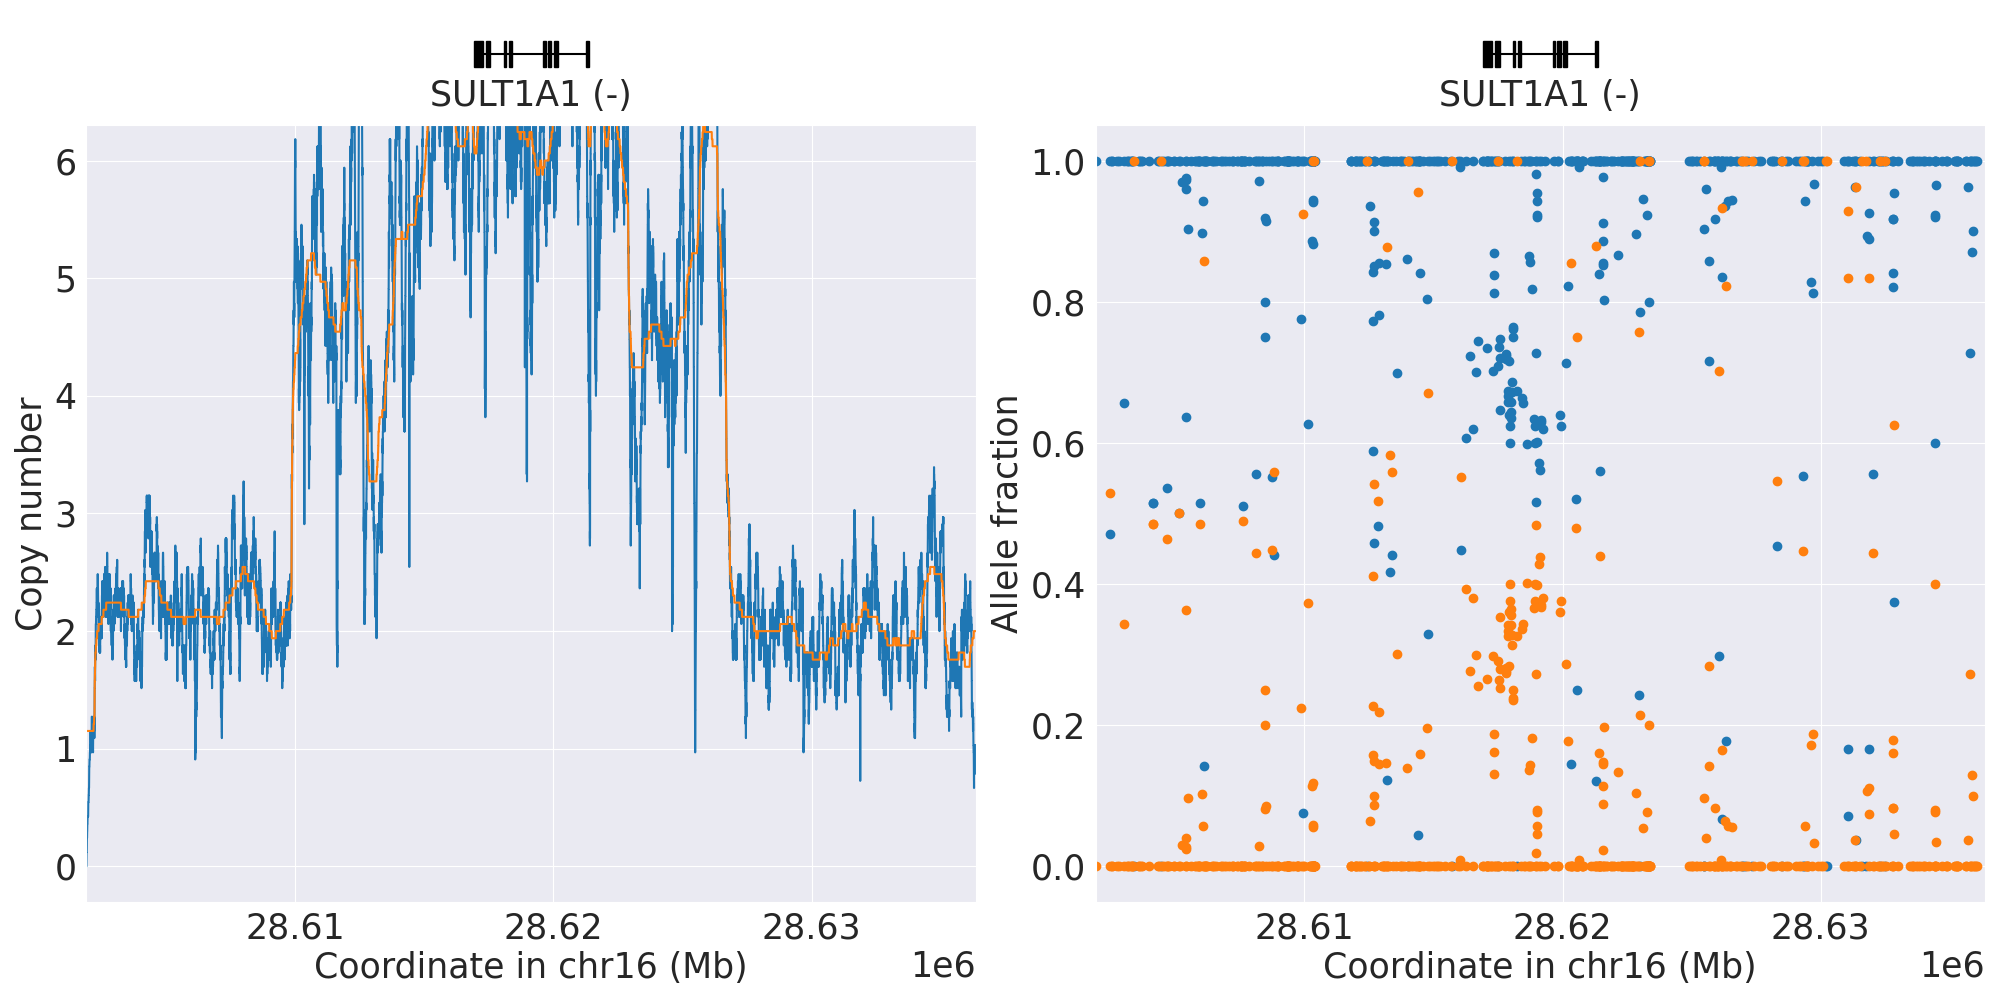 SULT1A1 (-)
6
5
4
3
2
1
0
Copy number
28.61 28.62 28.63
Coordinate in chr16 (Mb) 1e6
SULT1A1 (-)
1.0
0.8
0.6
0.4
0.2
0.0
Allele fraction
28.61 28.62 28.63
Coordinate in chr16 (Mb) 1e6